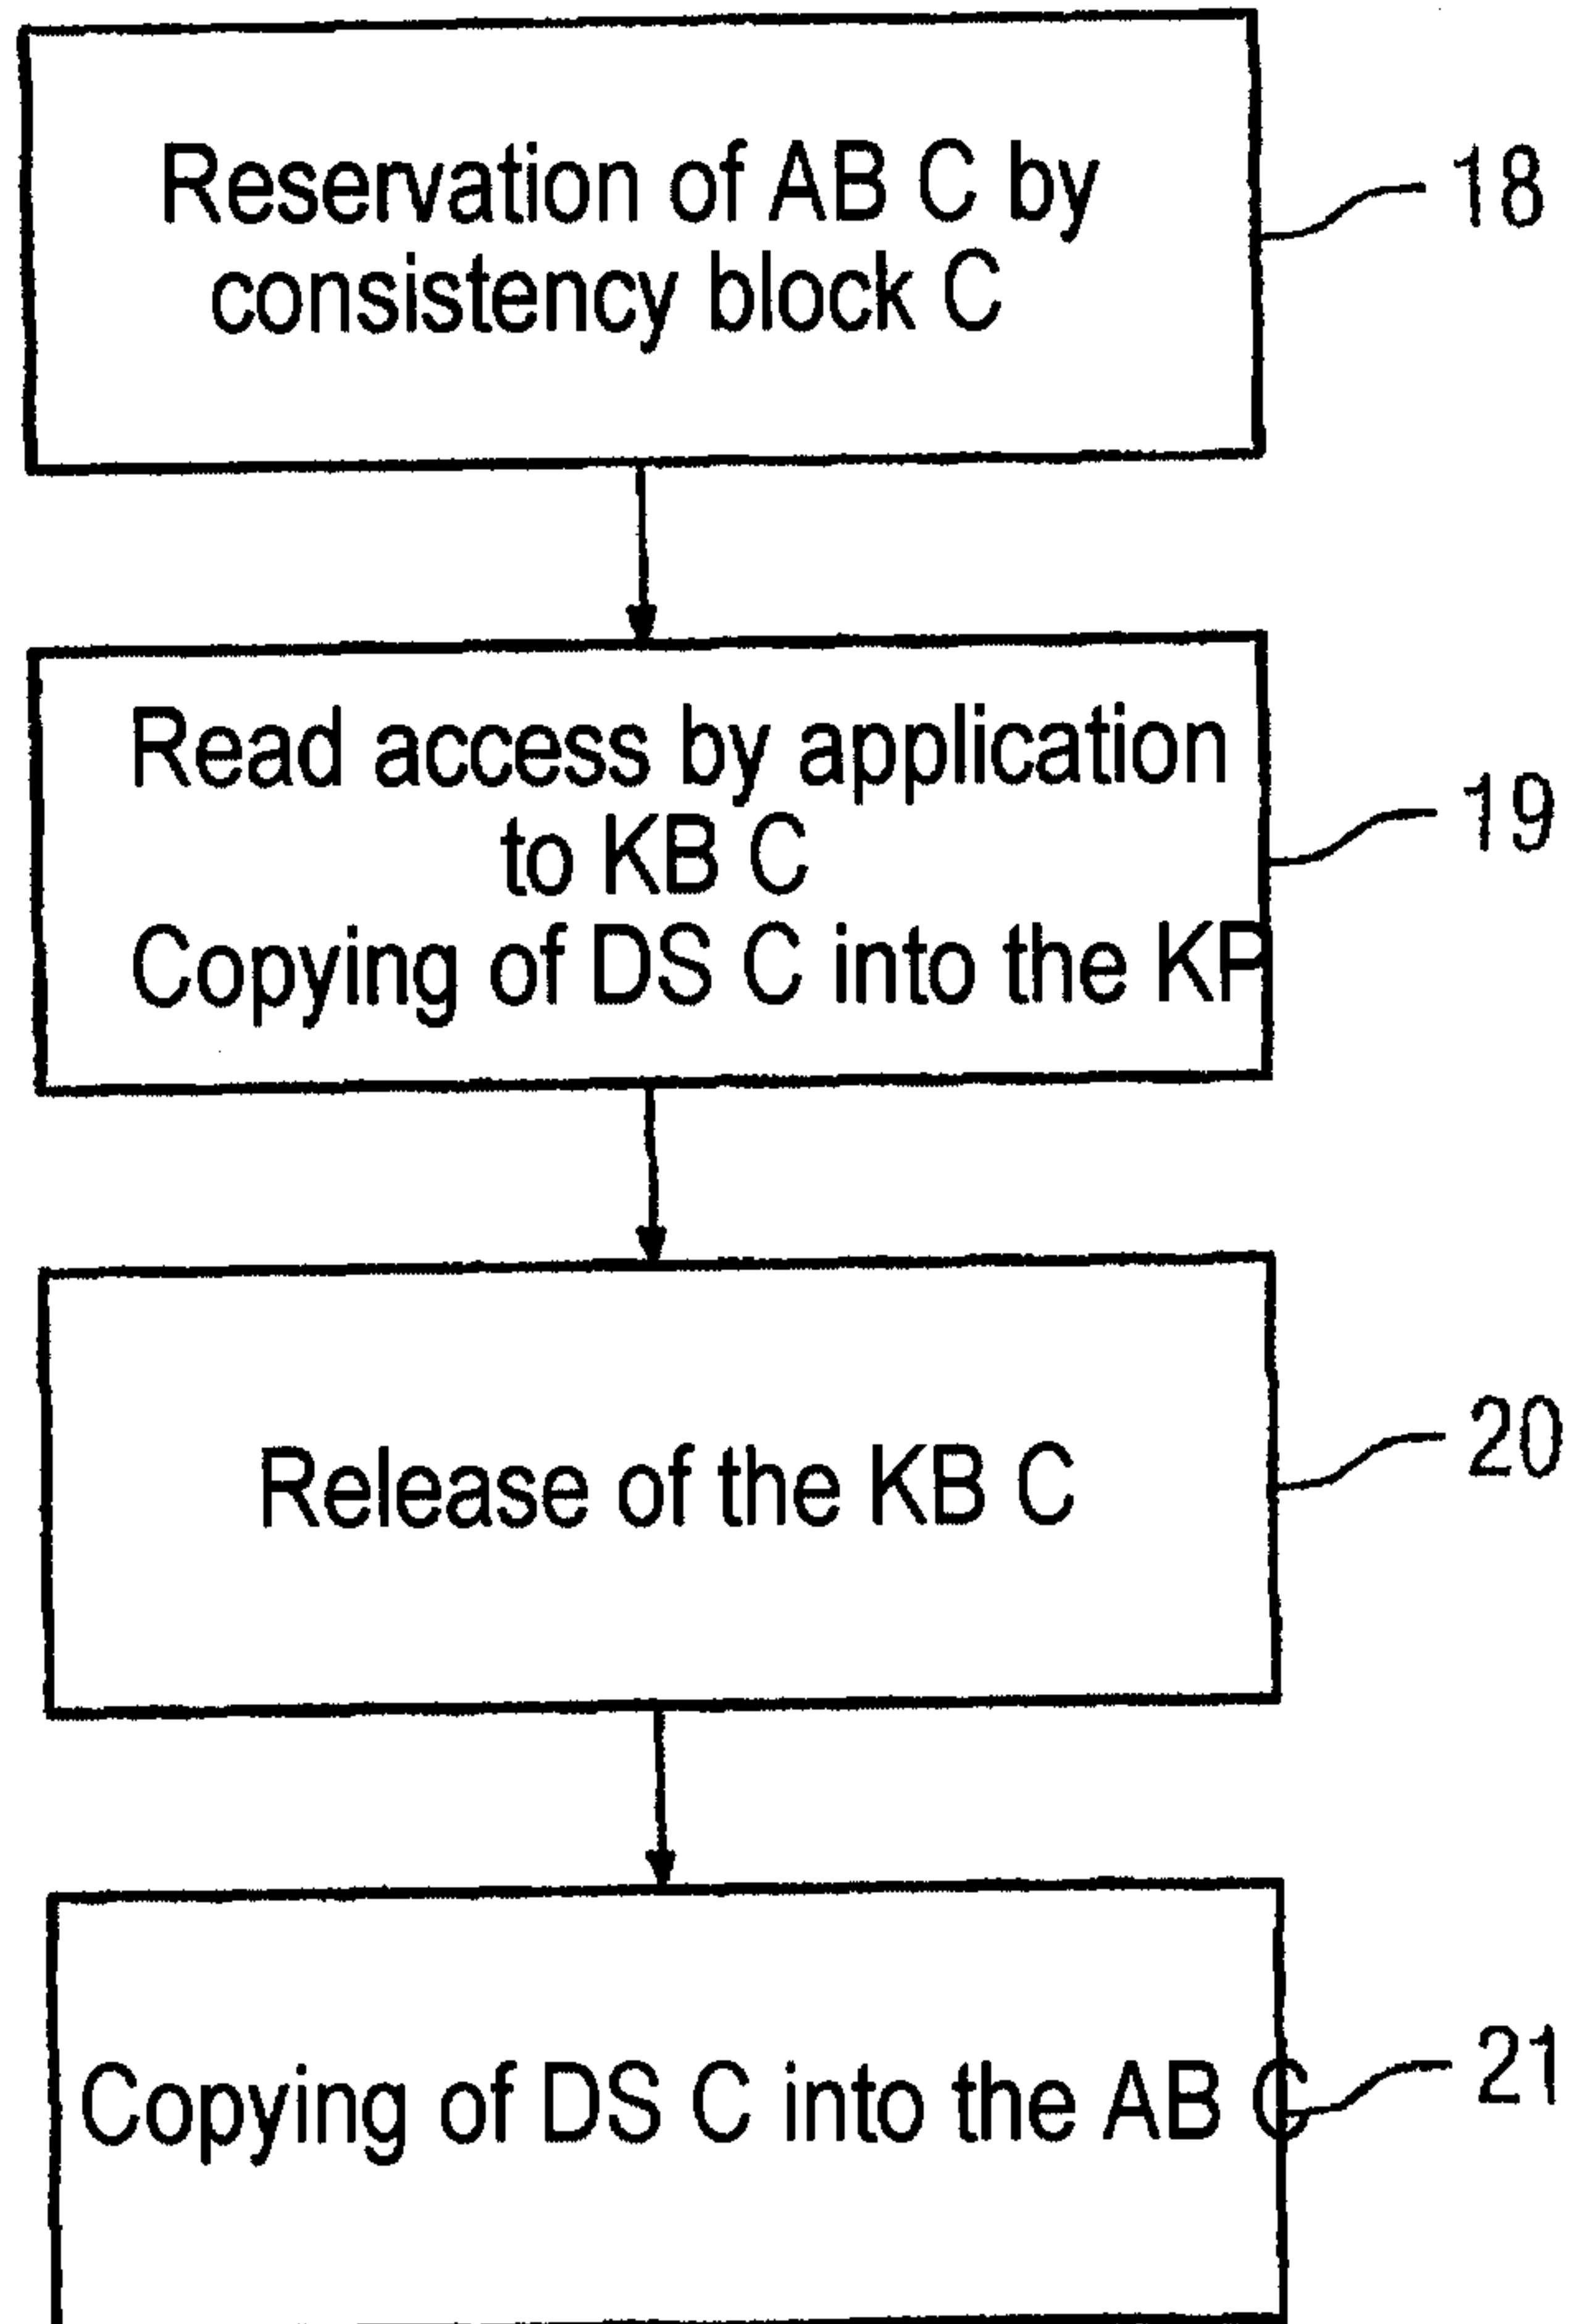 Reservation of AB C by
consistency block C
18
Read access by application
to KB C
Copying of DS C into the KP
19
Release of the KB C
20
Copying of DS C into the AB C
21